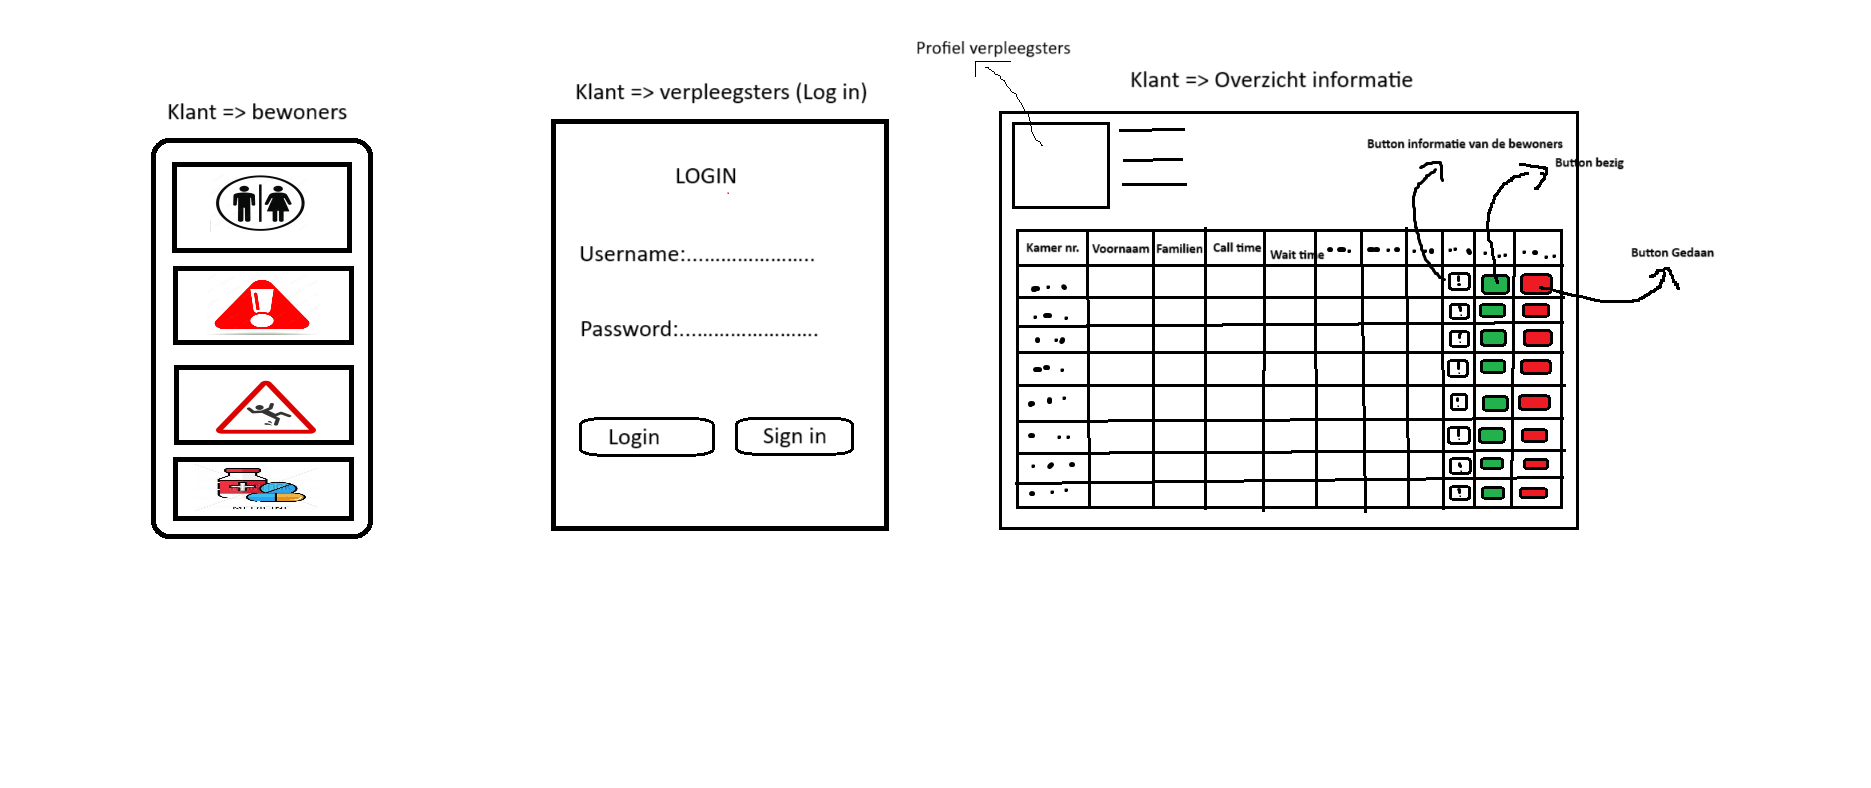 Profiel verpleegsters
Klant => Overzicht informatie
Klant => verpleegsters (Log in)
Klant => bewoners
LOGIN
Username:......................
Password:........................
Login
Sign in
Button informatie van de bewoners
Button bezig
Button Gedaan
Kamer nr. Voornaam Familien Call time Wait time